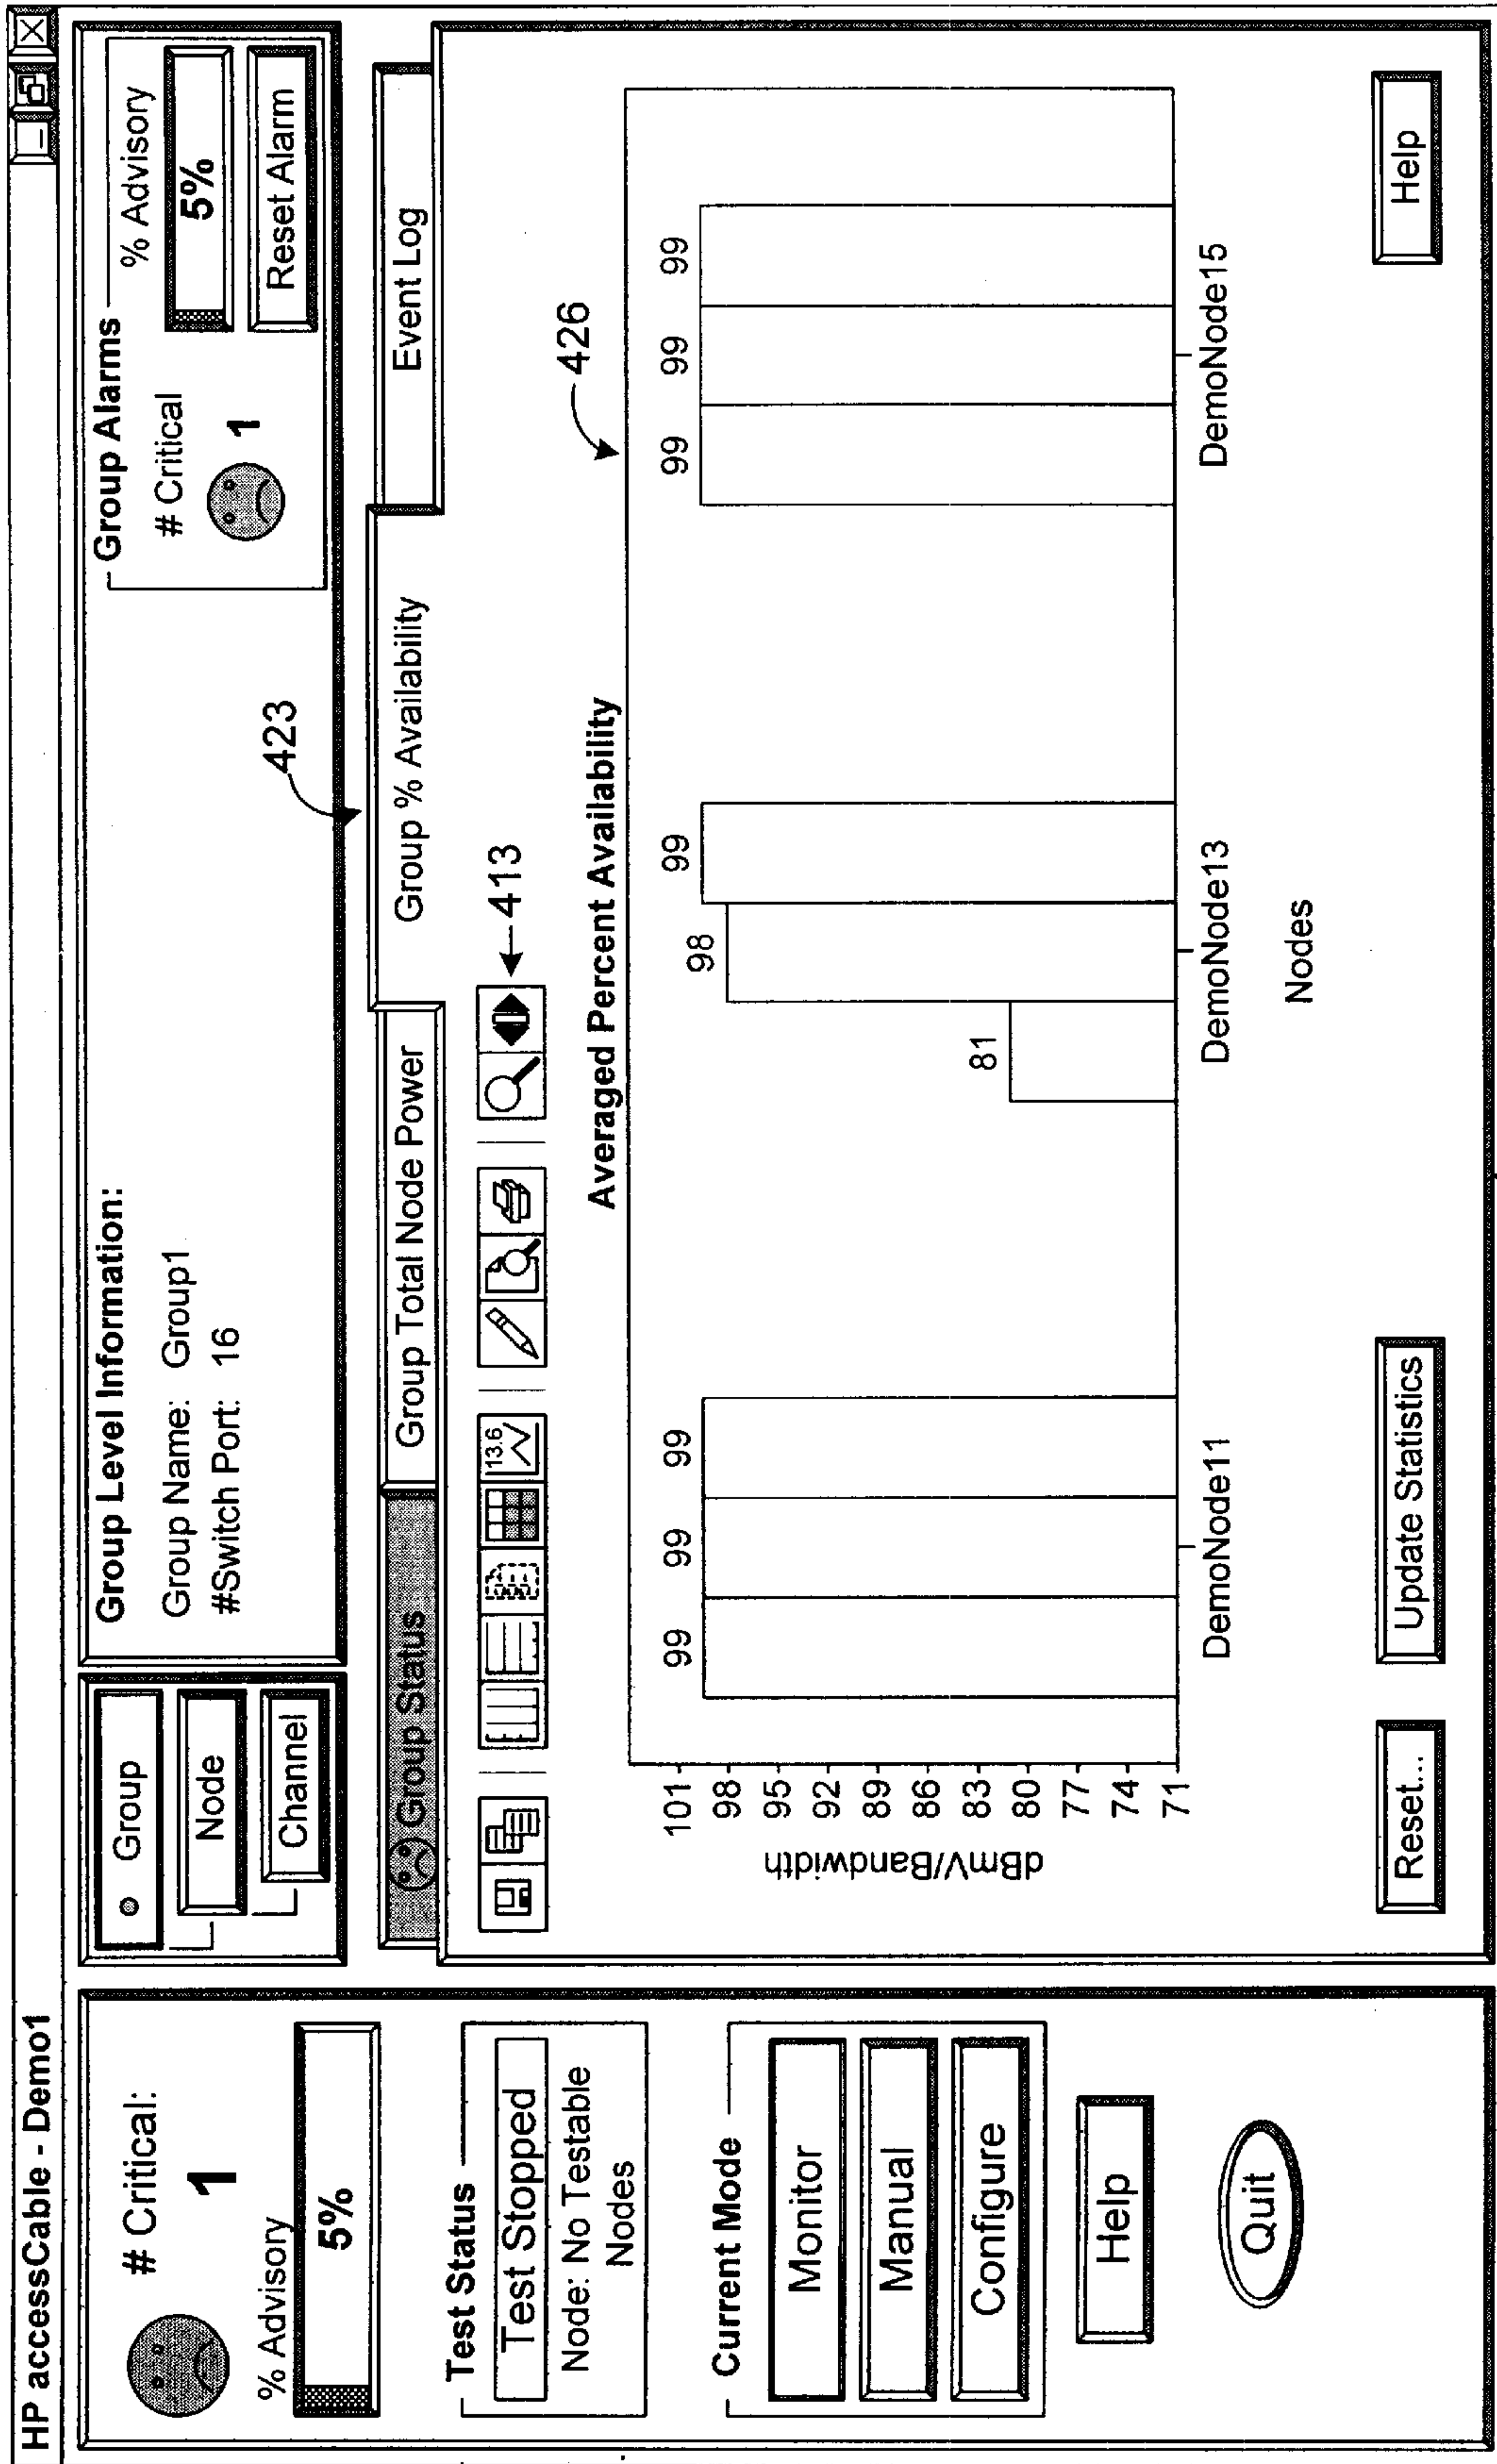 HP accessCable - Demo1
# Critical:
1
% Advisory
5%
Test Status
Test Stopped
Node: No Testable
Nodes
Current Mode
Monitor
Manual
Configure
Help
Quit
Group
Node
Channel
Group Level Information:
Group Name: Group1
#Switch Port: 16
Group Alarms
# Critical
1
% Advisory
5%
Reset Alarm
423
Group Status
Group Total Node Power
Group % Availability
Event Log
13.6
413
426
Averaged Percent Availability
dBmV/Bandwidth
101
98
95
92
89
86
83
80
77
74
71
99 99 99
81 98 99
99 99 99
DemoNode11
DemoNode13
DemoNode15
Nodes
Reset...
Update Statistics
Help